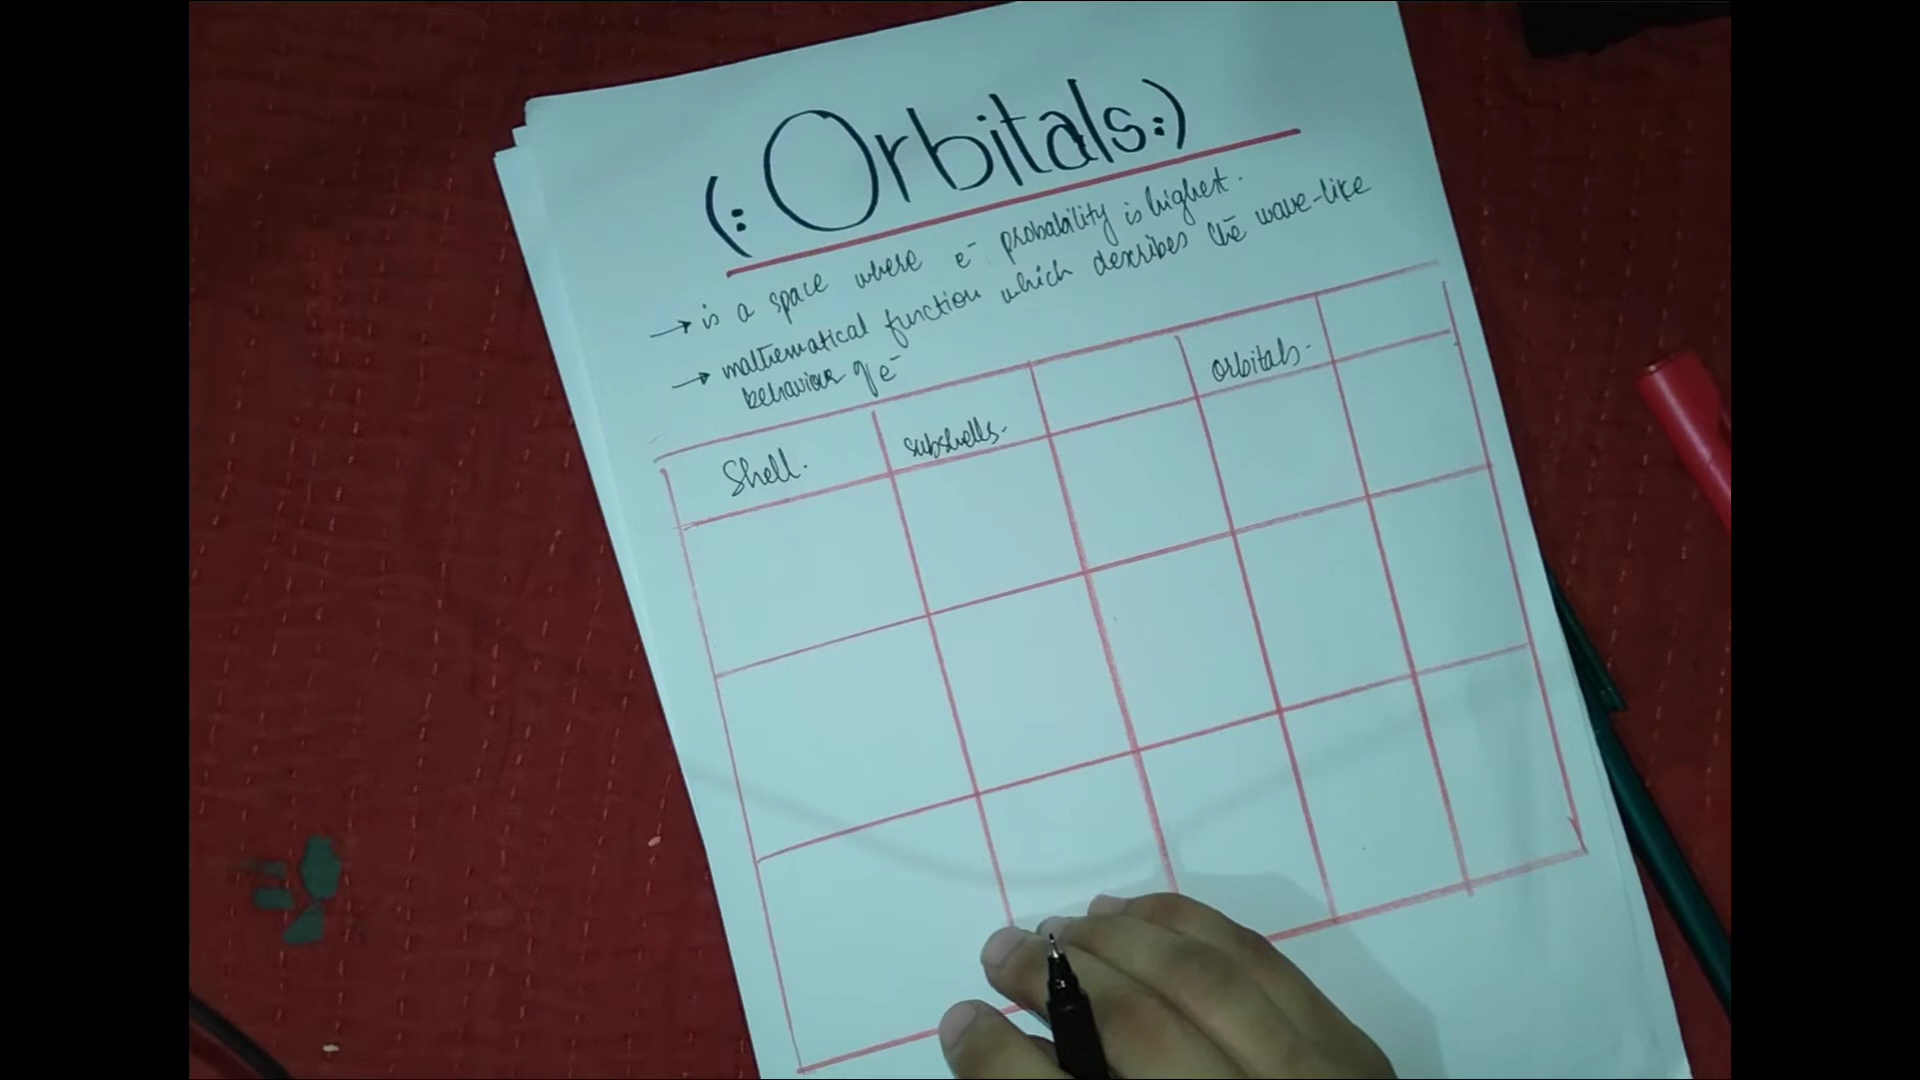 (: Orbitals :)
→ is a space where e⁻ probability is highest.
→ mathematical function which describes the wave-like
behaviour of e⁻
Shell. subshells. orbitals.